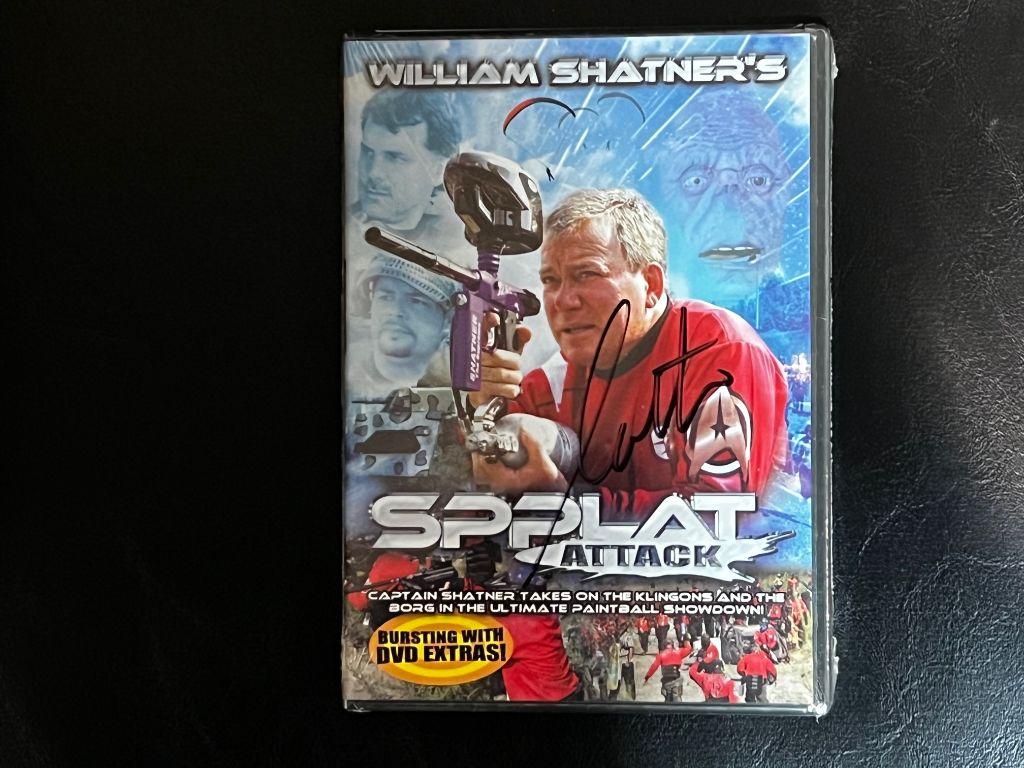 WILLIAM SHATNER'S
SHATNER
SPPLAT
ATTACK
CAPTAIN SHATNER TAKES ON THE KLINGONS AND THE
BORG IN THE ULTIMATE PAINTBALL SHOWDOWN!
BURSTING WITH
DVD EXTRAS!